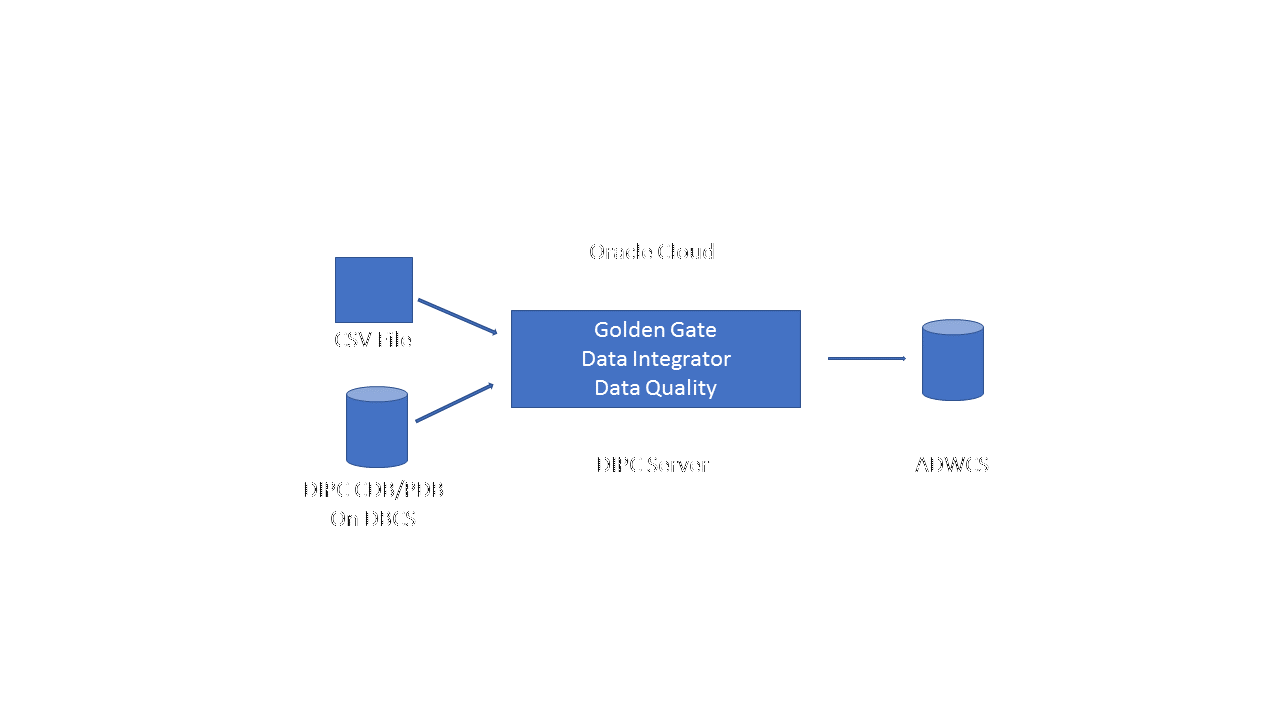 Oracle Cloud
CSV File
Golden Gate
Data Integrator
Data Quality
DIPC CDB/PDB
On DBCS
DIPC Server
ADWCS